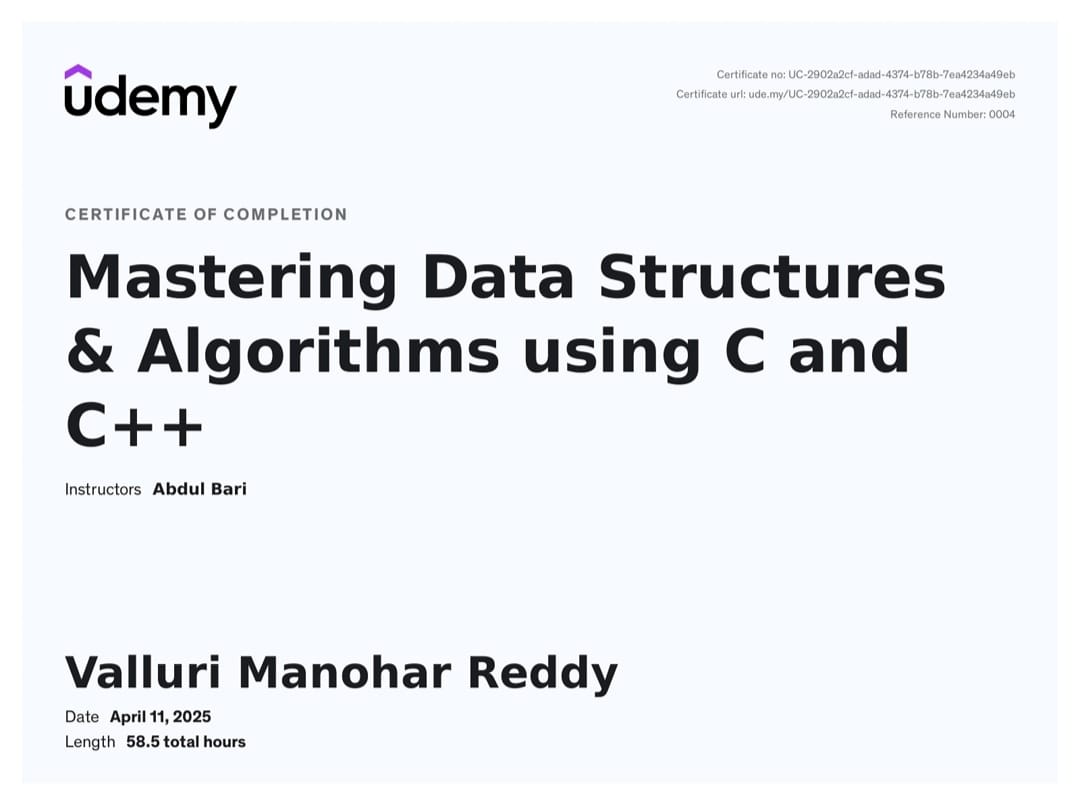 udemy
Certificate no: UC-2902a2cf-adad-4374-b78b-7ea4234a49eb
Certificate url: ude.my/UC-2902a2cf-adad-4374-b78b-7ea4234a49eb
Reference Number: 0004
CERTIFICATE OF COMPLETION
Mastering Data Structures
& Algorithms using C and
C++
Instructors Abdul Bari
Valluri Manohar Reddy
Date April 11, 2025
Length 58.5 total hours